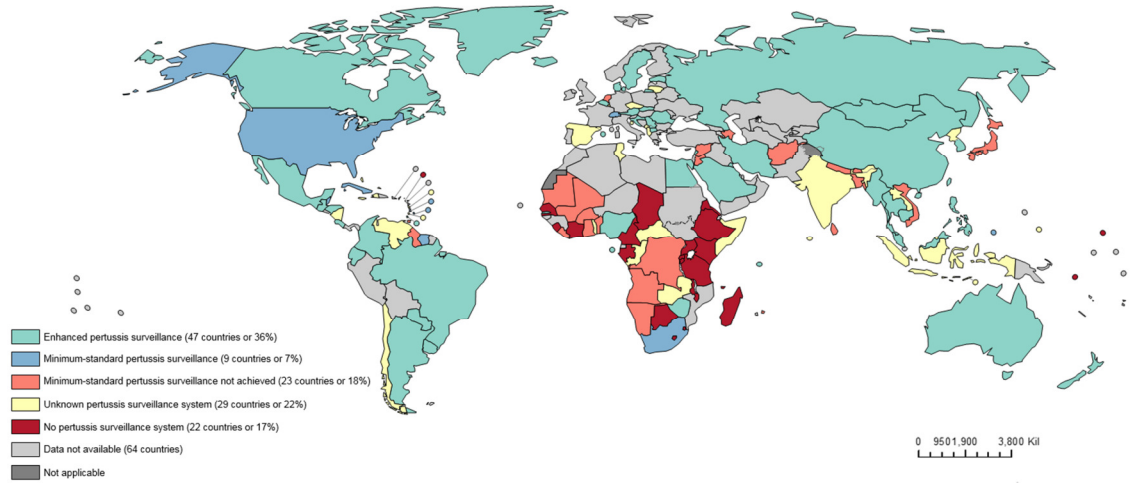 Enhanced pertussis surveillance (47 countries or 36%)
Minimum-standard pertussis surveillance (9 countries or 7%)
Minimum-standard pertussis surveillance not achieved (23 countries or 18%)
Unknown pertussis surveillance system (29 countries or 22%)
No pertussis surveillance system (22 countries or 17%)
Data not available (64 countries)
Not applicable
0 9501,900 3,800 Kil